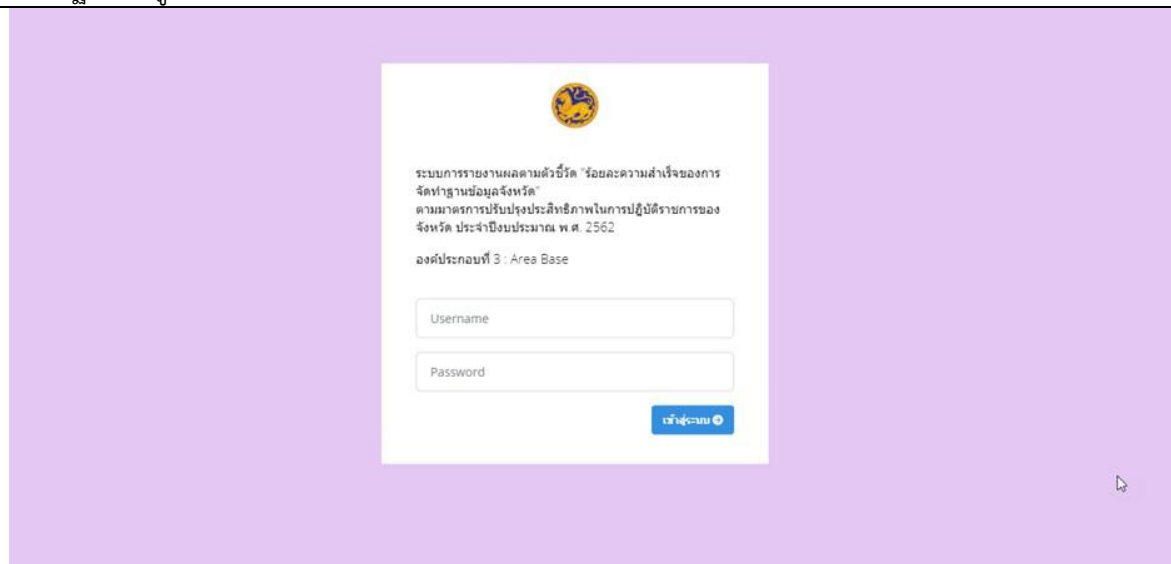 ระบบการรายงานผลตามตัวชี้วัด "ร้อยละความสำเร็จของการ
จัดทำฐานข้อมูลจังหวัด"
ตามมาตรการปรับปรุงประสิทธิภาพในการปฏิบัติราชการของ
จังหวัด ประจำปีงบประมาณ พ.ศ. 2562
องค์ประกอบที่ 3 : Area Base
Username
Password
เข้าสู่ระบบ